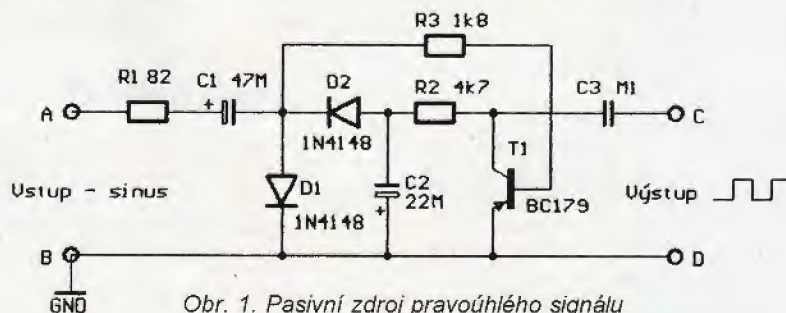 R3 1k8
R1 82
C1 47M
D2
R2 4k7
C3 M1
A
+
1N4148
T1
C
Vstup - sinus
D1
1N4148
C2
22M
+
BC179
Výstup
B
D
GND
Obr. 1. Pasivní zdroj pravoúhlého signálu